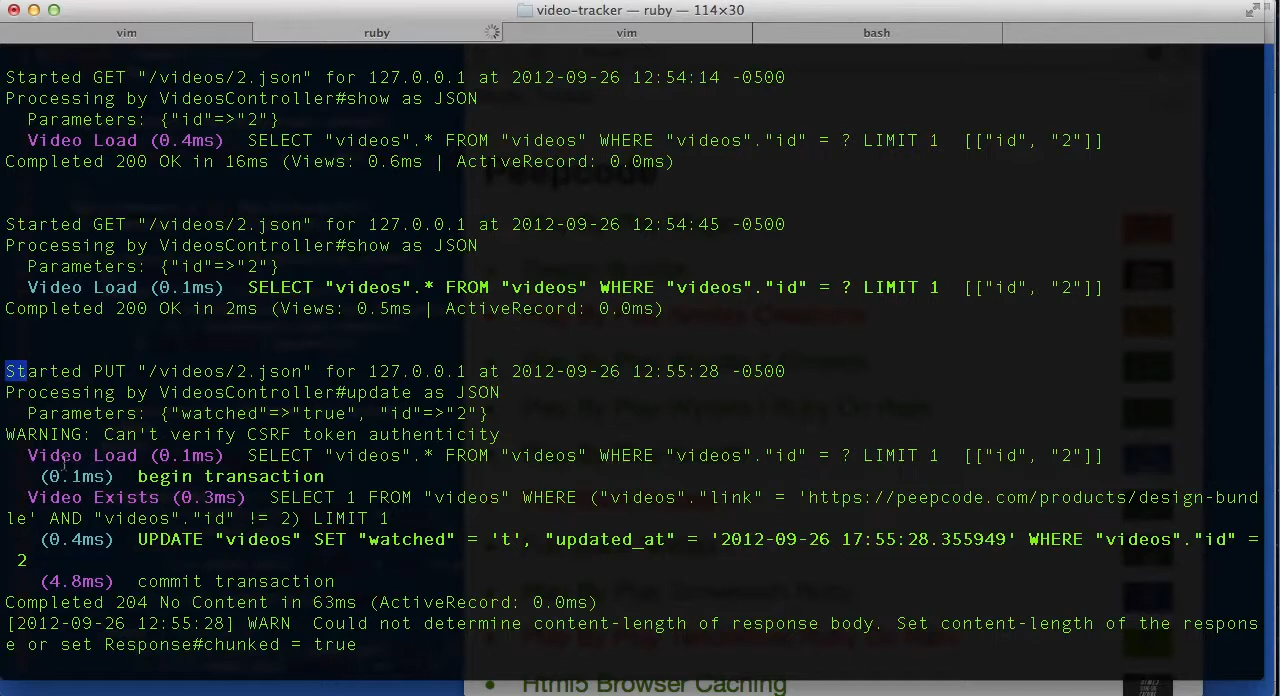 video-tracker — ruby — 114×30
vim ruby vim bash
Started GET "/videos/2.json" for 127.0.0.1 at 2012-09-26 12:54:14 -0500
Processing by VideosController#show as JSON
Parameters: {"id"=>"2"}
Video Load (0.4ms) SELECT "videos".* FROM "videos" WHERE "videos"."id" = ? LIMIT 1 [["id", "2"]]
Completed 200 OK in 16ms (Views: 0.6ms | ActiveRecord: 0.0ms)
Peepcode
Started GET "/videos/2.json" for 127.0.0.1 at 2012-09-26 12:54:45 -0500
Processing by VideosController#show as JSON
Parameters: {"id"=>"2"}
Video Load (0.1ms) SELECT "videos".* FROM "videos" WHERE "videos"."id" = ? LIMIT 1 [["id", "2"]]
Completed 200 OK in 2ms (Views: 0.5ms | ActiveRecord: 0.0ms)
Started PUT "/videos/2.json" for 127.0.0.1 at 2012-09-26 12:55:28 -0500
Processing by VideosController#update as JSON
Parameters: {"watched"=>"true", "id"=>"2"}
WARNING: Can't verify CSRF token authenticity
Video Load (0.1ms) SELECT "videos".* FROM "videos" WHERE "videos"."id" = ? LIMIT 1 [["id", "2"]]
(0.1ms) begin transaction
Video Exists (0.3ms) SELECT 1 FROM "videos" WHERE ("videos"."link" = 'https://peepcode.com/products/design-bund
le' AND "videos"."id" != 2) LIMIT 1
(0.4ms) UPDATE "videos" SET "watched" = 't', "updated_at" = '2012-09-26 17:55:28.355949' WHERE "videos"."id" =
2
(4.8ms) commit transaction
Completed 204 No Content in 63ms (ActiveRecord: 0.0ms)
[2012-09-26 12:55:28] WARN Could not determine content-length of response body. Set content-length of the respons
e or set Response#chunked = true
Html5 Browser Caching